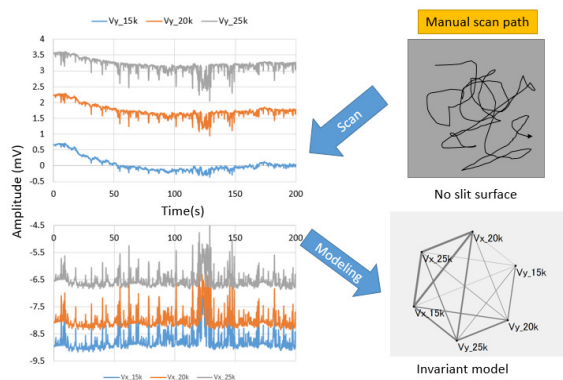 Vy_15k Vy_20k Vy_25k
Manual scan path
4
3.5
3
2.5
2
1.5
1
0.5
0
-0.5
0 50 100 150 200
Time(s)
Amplitude (mV)
Scan
No slit surface
-4.5
-5.5
-6.5
-7.5
-8.5
-9.5
0 50 100 150 200
Modeling
Vx_20k
Vx_25k
Vy_15k
Vx_15k
Vy_20k
Vy_25k
Invariant model
Vx_15k Vx_20k Vx_25k